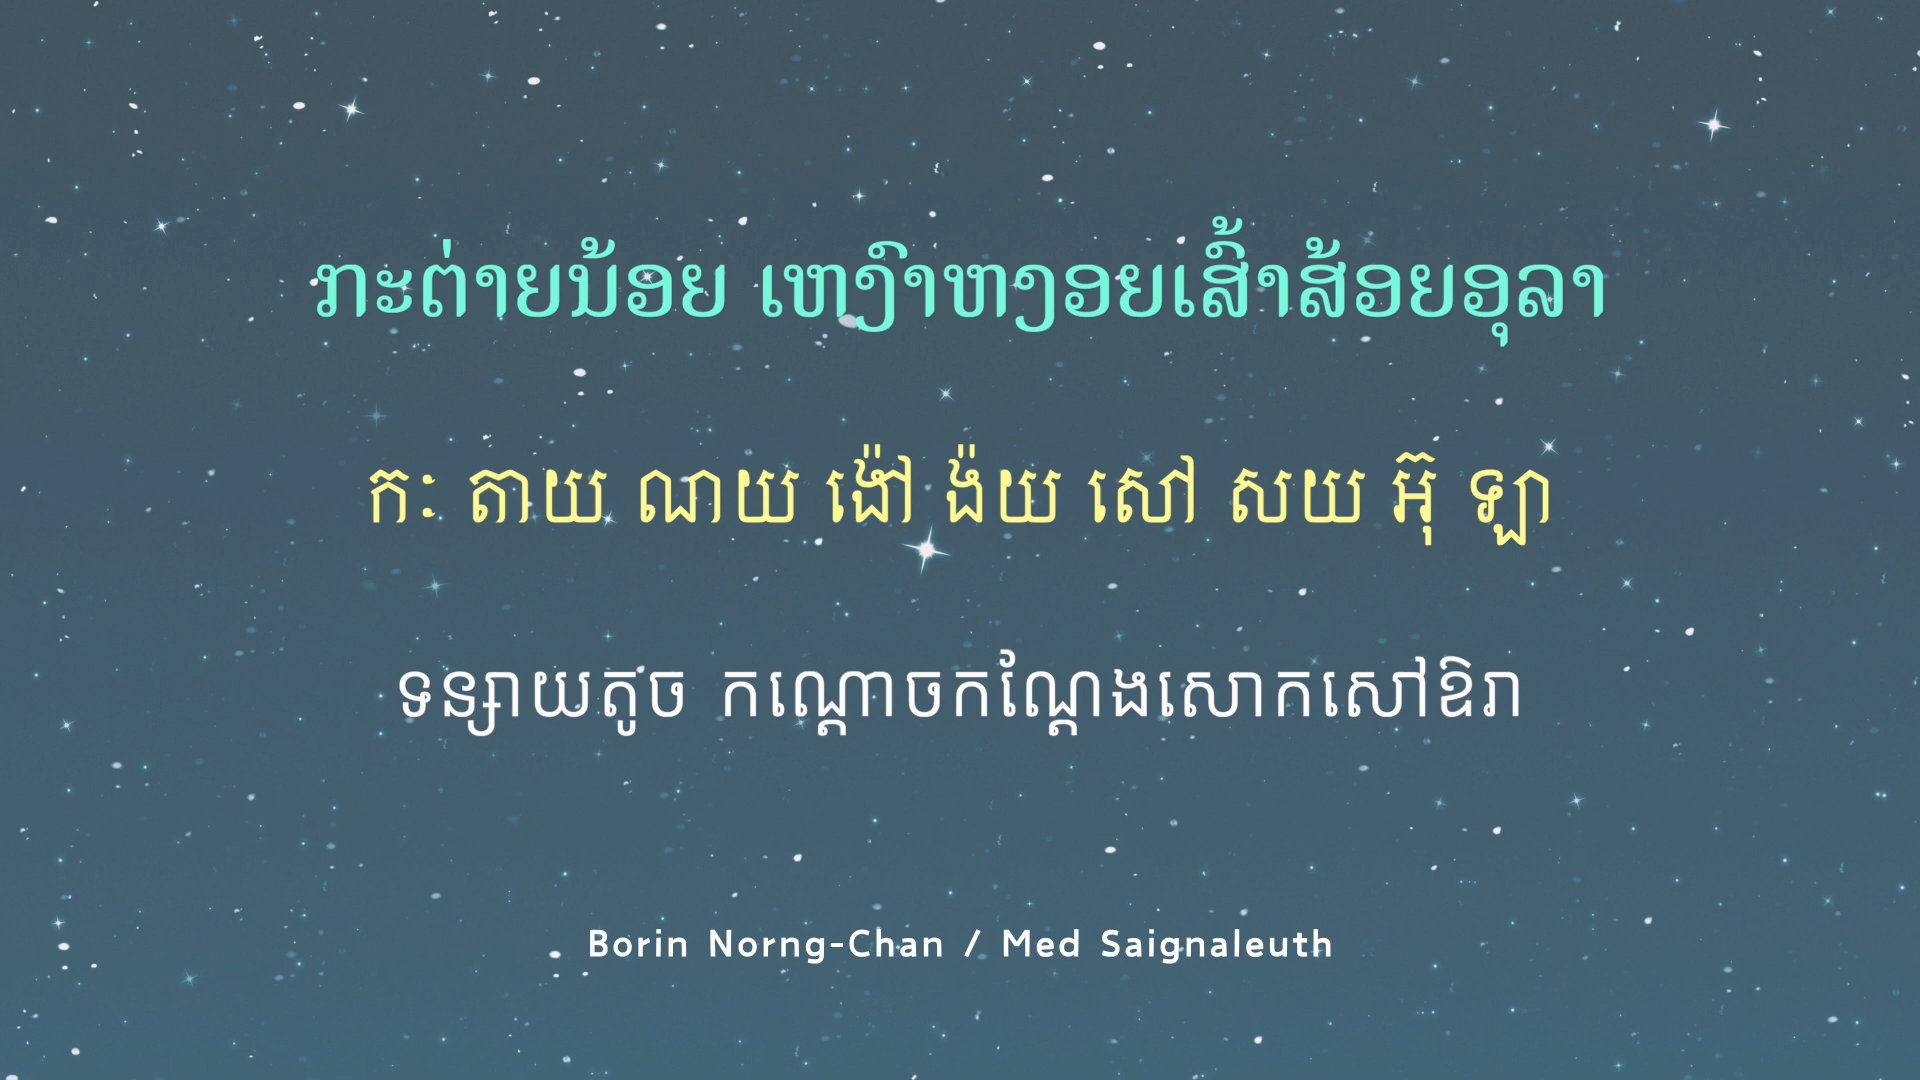 ກະຕ່າຍນ້ອຍ ເຫງົາຫງອຍເສົ້າສ້ອຍອຸລາ
កៈ តាយ ណាយ ង៉ៅ ង៉យ សៅ សយ អ៊ុ ឡា
ទន្សាយតូច កណ្ដោចកណ្ដែងសោកសៅឱរា
Borin Norng-Chan / Med Saignaleuth